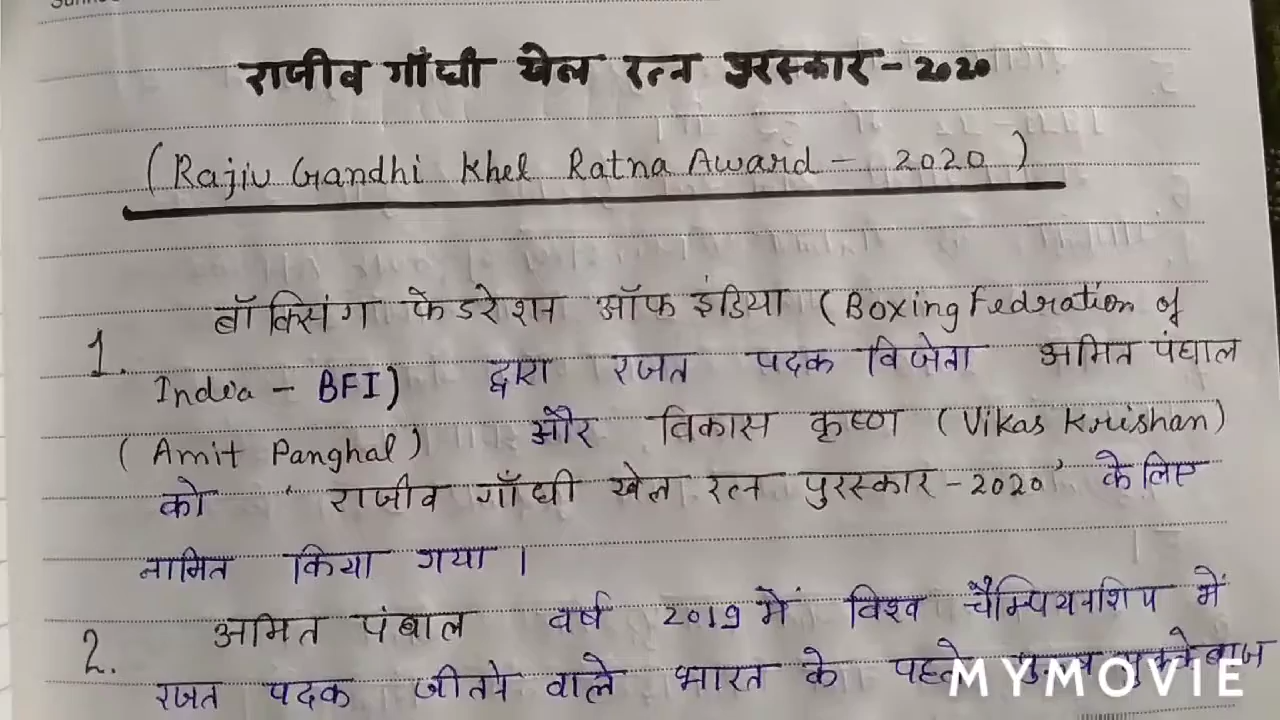 राजीव गाँधी खेल रत्न पुरस्कार - 2020
(Rajiv Gandhi Khel Ratna Award - 2020)
1. बॉक्सिंग फेडरेशन ऑफ इंडिया (Boxing Fedration of
India - BFI) द्वारा रजत पदक विजेता अमित पंघाल
(Amit Panghal) और विकास कृष्ण (Vikas Krishan)
को 'राजीव गाँधी खेल रत्न पुरस्कार - 2020' के लिए
नामित किया गया ।
2. अमित पंघाल वर्ष 2019 में विश्व चैम्पियनशिप में
रजत पदक जीतने वाले भारत के पहले मुक्केबाज
MYMOVIE